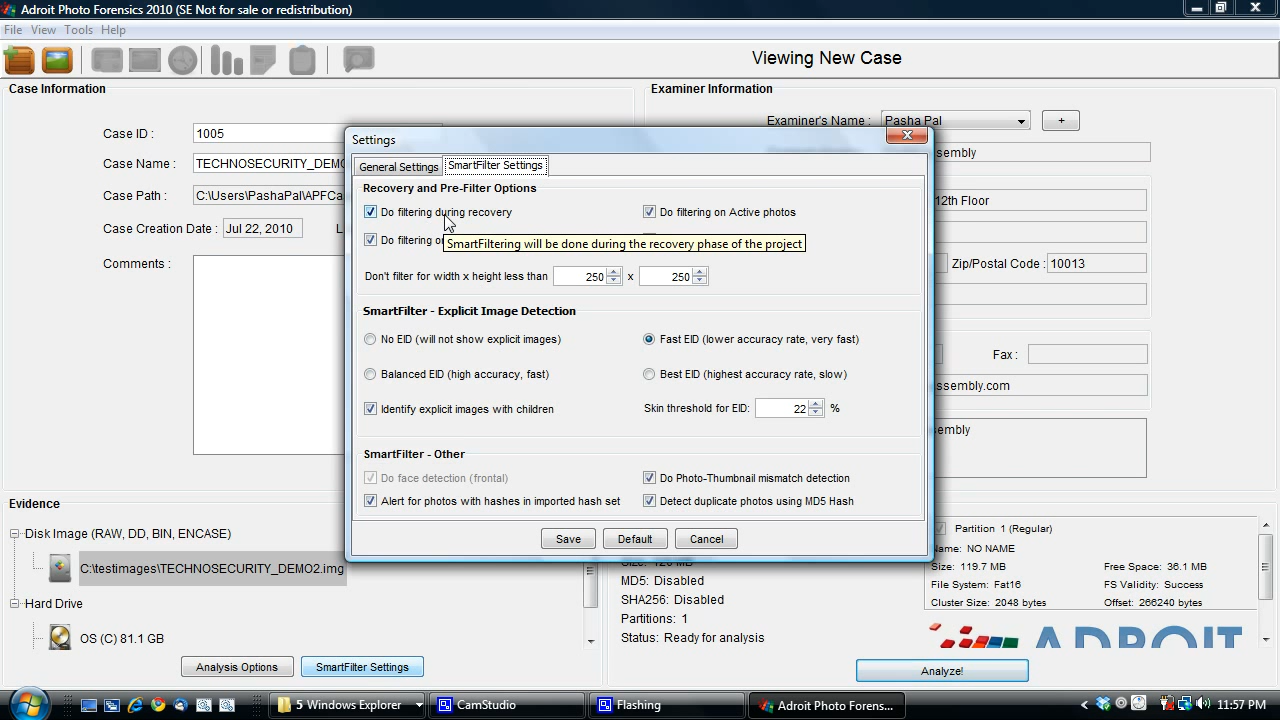 Adroit Photo Forensics 2010 (SE Not for sale or redistribution)
File View Tools Help
Viewing New Case
Case Information
Case ID : 1005
Case Name : TECHNOSECURITY_DEMO
Case Path : C:\Users\PashaPal\APFCa
Case Creation Date : Jul 22, 2010
Comments :
Examiner Information
Examiner's Name : Pasha Pal +
sembly
12th Floor
Zip/Postal Code : 10013
Fax :
ssembly.com
embly
Settings
General Settings SmartFilter Settings
Recovery and Pre-Filter Options
Do filtering during recovery Do filtering on Active photos
Do filtering
SmartFiltering will be done during the recovery phase of the project
Don't filter for width x height less than 250 x 250
SmartFilter - Explicit Image Detection
No EID (will not show explicit images) Fast EID (lower accuracy rate, very fast)
Balanced EID (high accuracy, fast) Best EID (highest accuracy rate, slow)
Identify explicit images with children Skin threshold for EID: 22 %
SmartFilter - Other
Do face detection (frontal) Do Photo-Thumbnail mismatch detection
Alert for photos with hashes in imported hash set Detect duplicate photos using MD5 Hash
Save Default Cancel
Evidence
Disk Image (RAW, DD, BIN, ENCASE)
C:\testimages\TECHNOSECURITY_DEMO2.img
Hard Drive
OS (C) 81.1 GB
Analysis Options SmartFilter Settings
MD5: Disabled
SHA256: Disabled
Partitions: 1
Status: Ready for analysis
Partition 1 (Regular)
Name: NO NAME
Size: 119.7 MB Free Space: 36.1 MB
File System: Fat16 FS Validity: Success
Cluster Size: 2048 bytes Offset: 266240 bytes
ADROIT
Analyze!
5 Windows Explorer CamStudio Flashing Adroit Photo Foren... 11:57 PM